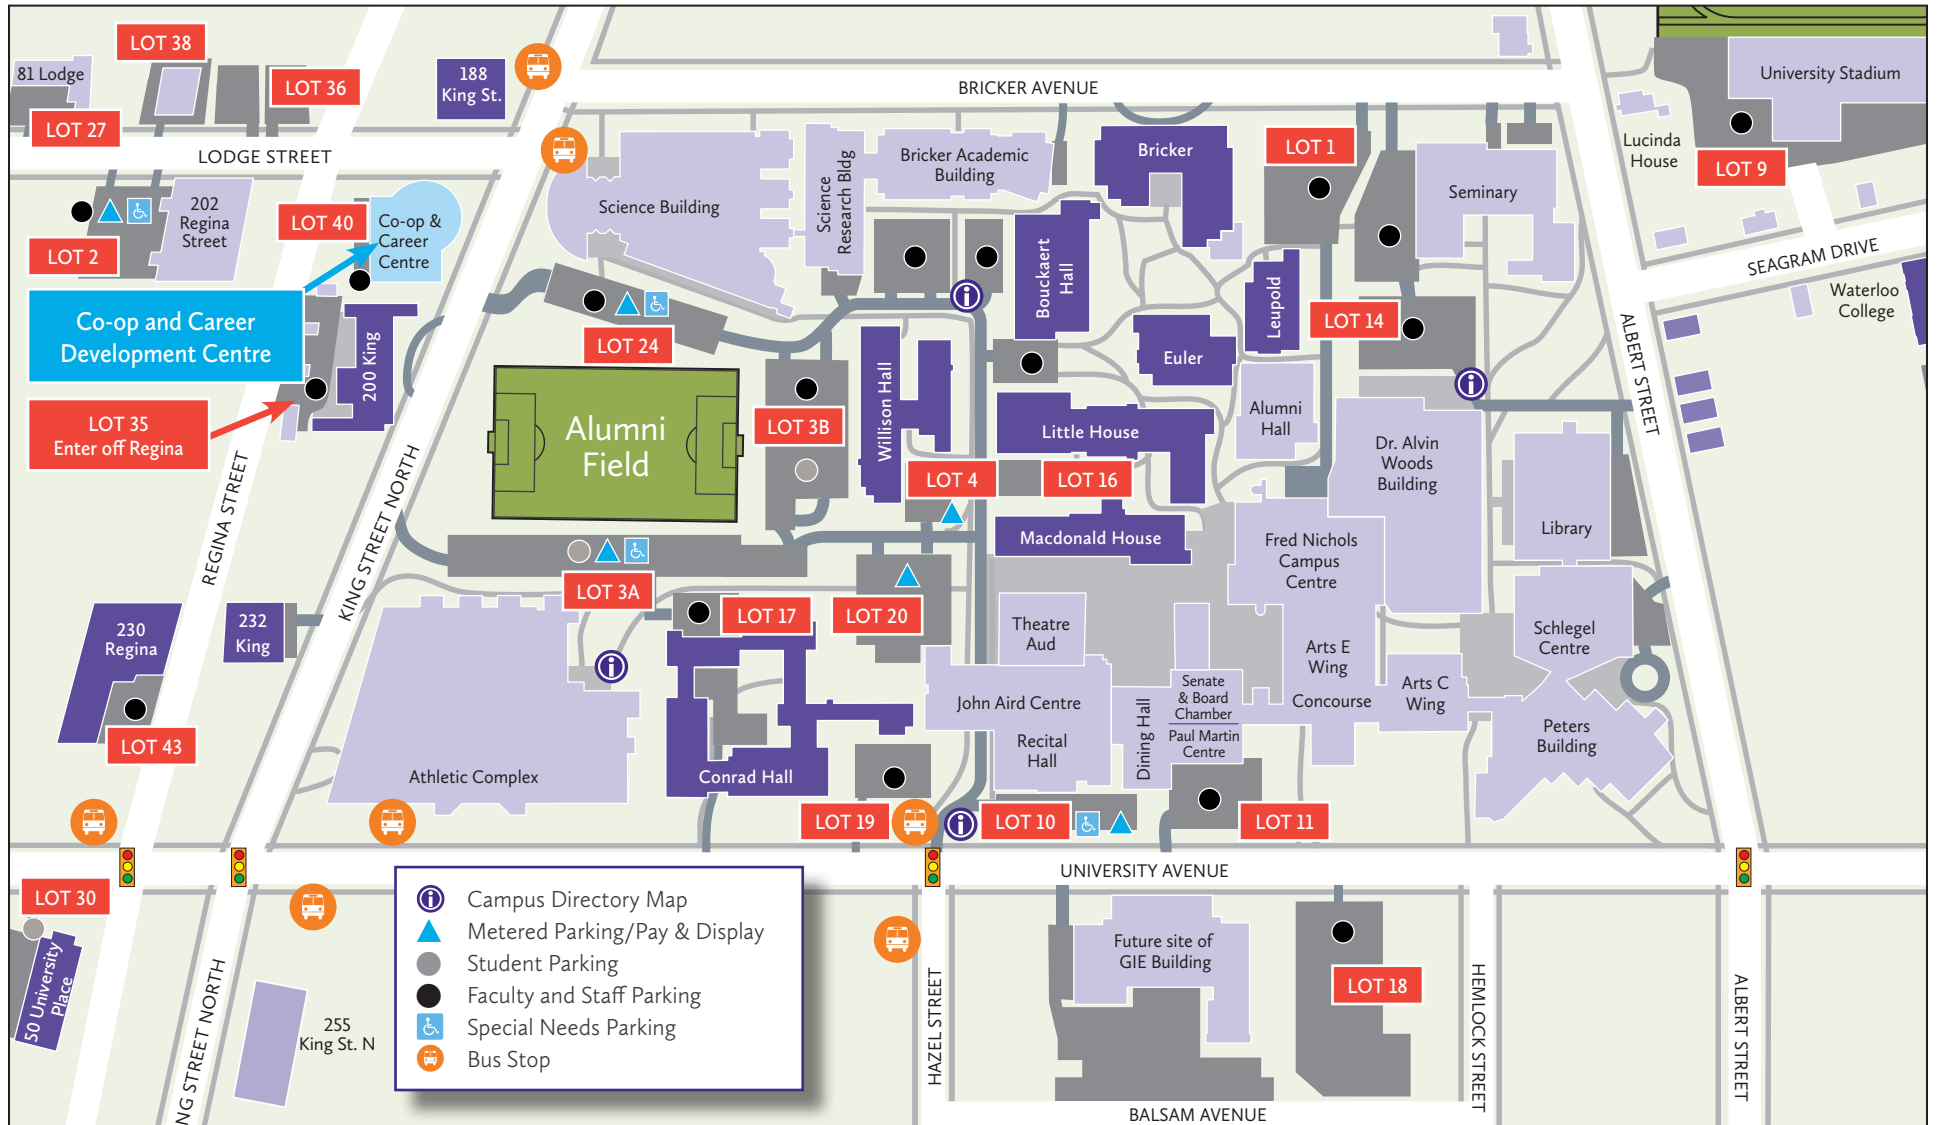 LOT 38
81 Lodge
LOT 36
188
King St.
LOT 27
LODGE STREET
BRICKER AVENUE
University Stadium
Lucinda
House
LOT 9
SEAGRAM DRIVE
Waterloo
College
202
Regina
Street
LOT 40
Co-op &
Career
Centre
LOT 2
Co-op and Career
Development Centre
200 King
LOT 35
Enter off Regina
Science Building
Science
Research Bldg
Bricker Academic
Building
Bricker
LOT 1
Seminary
Bouckaert
Hall
Leupold
LOT 14
Euler
LOT 24
Alumni
Field
LOT 3B
Willison Hall
Little House
Alumni
Hall
Dr. Alvin
Woods
Building
ALBERT STREET
LOT 4
LOT 16
Macdonald House
Fred Nichols
Campus
Centre
Library
REGINA STREET
KING STREET NORTH
LOT 3A
LOT 17
LOT 20
Theatre
Aud
Arts E
Wing
Concourse
Arts C
Wing
Schlegel
Centre
230
Regina
232
King
LOT 43
Athletic Complex
Conrad Hall
John Aird Centre
Recital
Hall
Dining Hall
Senate
& Board
Chamber
Paul Martin
Centre
Peters
Building
LOT 19
LOT 10
LOT 11
UNIVERSITY AVENUE
LOT 30
50 University
Place
NG STREET NORTH
255
King St. N
Campus Directory Map
Metered Parking/Pay & Display
Student Parking
Faculty and Staff Parking
Special Needs Parking
Bus Stop
HAZEL STREET
Future site of
GIE Building
LOT 18
HEMLOCK STREET
ALBERT STREET
BALSAM AVENUE